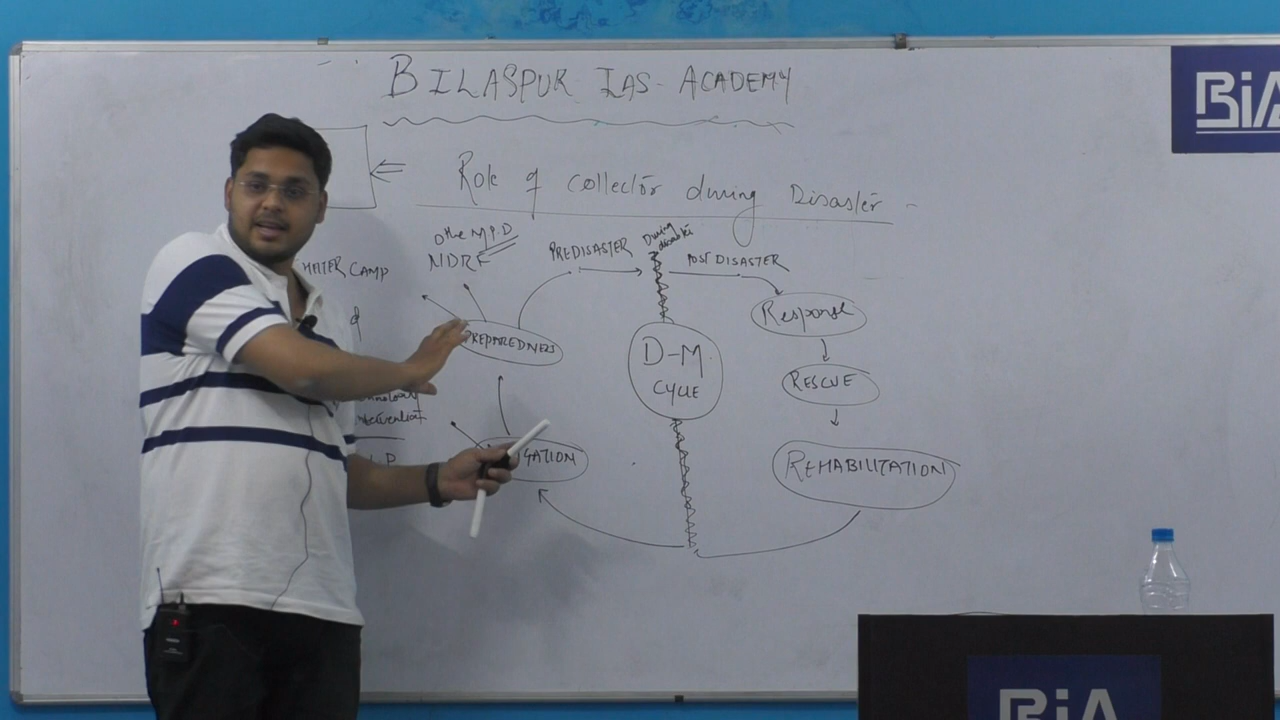 BILASPUR IAS - ACADEMY
BiA
Role of Collector during Disaster -
Other M.P.D
NDRF
PREDISASTER
During disaster
POST DISASTER
CAMP
Response
PREPAREDNESS
D-M
CYCLE
RESCUE
GATION
REHABILITATION
BiA